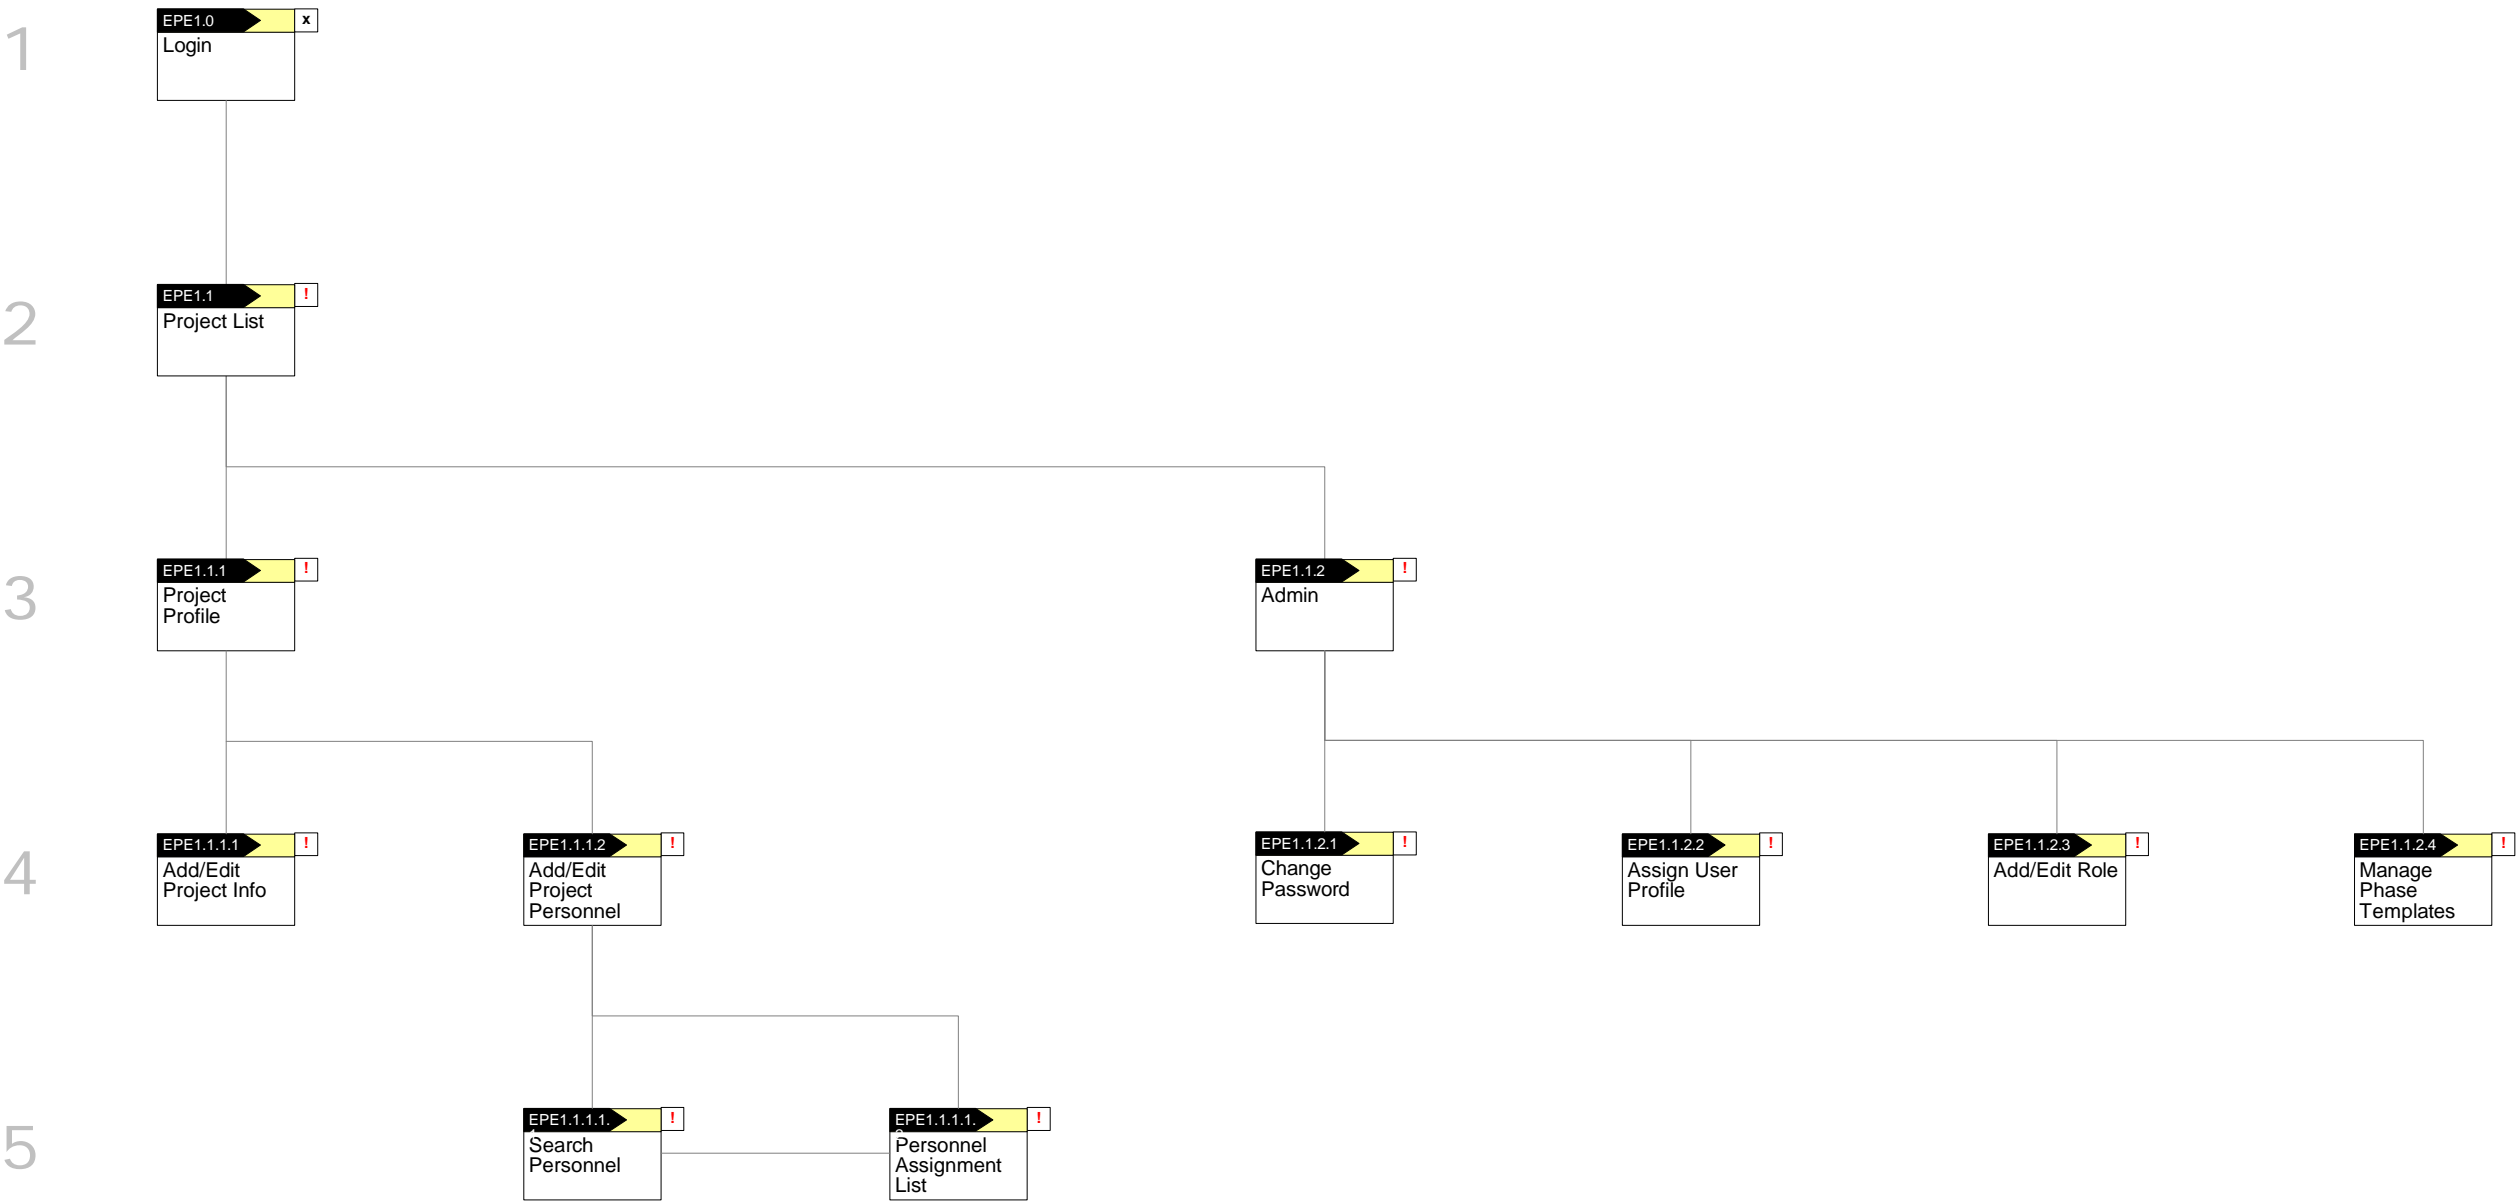 1
EPE1.0
x
Login
2
EPE1.1
!
Project List
3
EPE1.1.1
!
Project
Profile
EPE1.1.2
!
Admin
4
EPE1.1.1.1
!
Add/Edit
Project Info
EPE1.1.1.2
!
Add/Edit
Project
Personnel
EPE1.1.2.1
!
Change
Password
EPE1.1.2.2
!
Assign User
Profile
EPE1.1.2.3
!
Add/Edit Role
EPE1.1.2.4
!
Manage
Phase
Templates
5
EPE1.1.1.1.
!
Search
Personnel
EPE1.1.1.1.
!
Personnel
Assignment
List